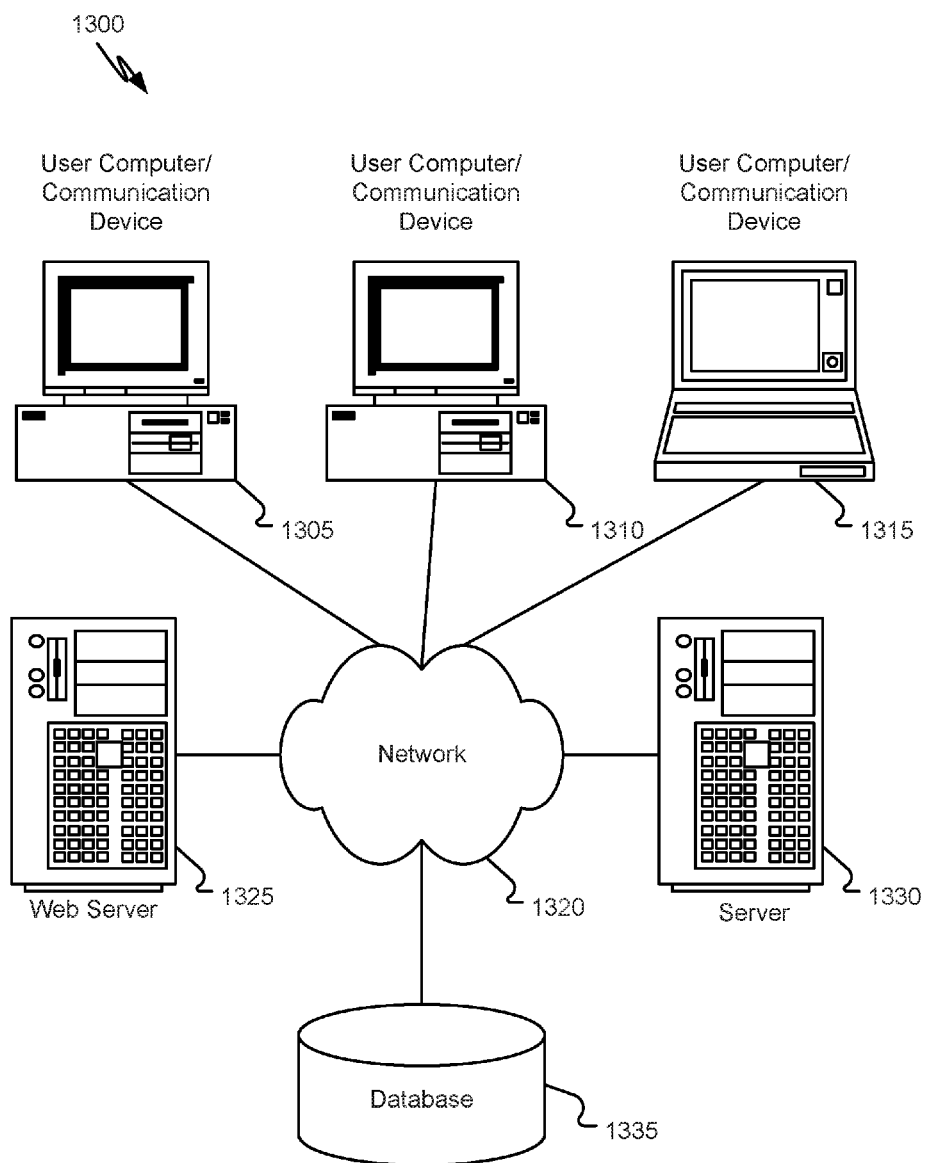 1300
User Computer/
Communication
Device
User Computer/
Communication
Device
User Computer/
Communication
Device
1305
1310
1315
Network
Web Server
1325
1320
Server
1330
Database
1335